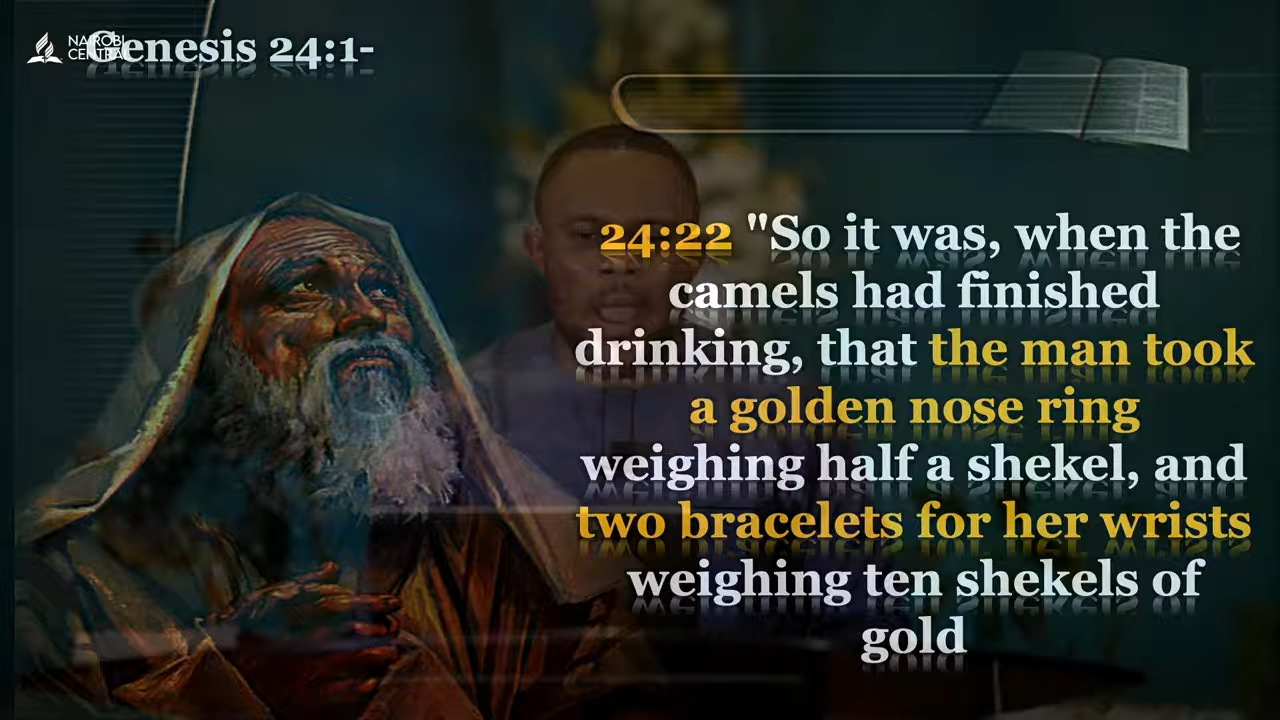 NAIROBI
CENTRAL
Genesis 24:1-
24:22 "So it was, when the
camels had finished
drinking, that the man took
a golden nose ring
weighing half a shekel, and
two bracelets for her wrists
weighing ten shekels of
gold